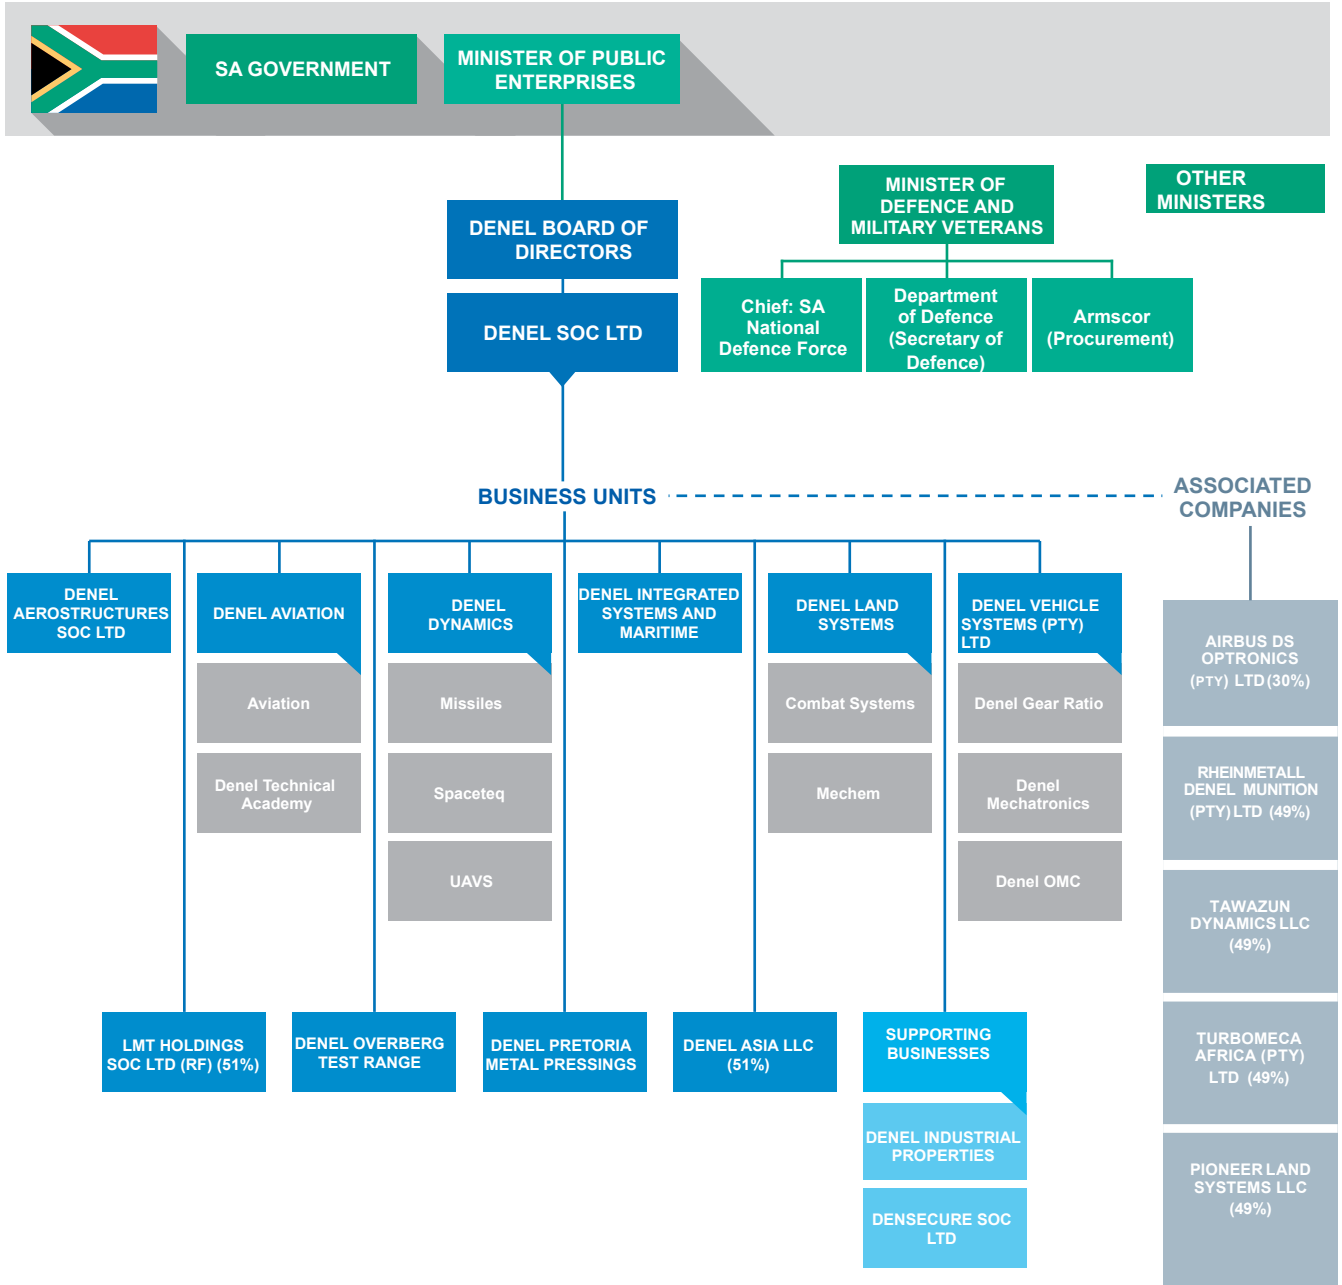 SA GOVERNMENT
MINISTER OF PUBLIC
ENTERPRISES
MINISTER OF
DEFENCE AND
MILITARY VETERANS
OTHER
MINISTERS
DENEL BOARD OF
DIRECTORS
DENEL SOC LTD
Chief: SA
National
Defence Force
Department
of Defence
(Secretary of
Defence)
Armscor
(Procurement)
BUSINESS UNITS
ASSOCIATED
COMPANIES
DENEL
AEROSTRUCTURES
SOC LTD
DENEL AVIATION
DENEL
DYNAMICS
DENEL INTEGRATED
SYSTEMS AND
MARITIME
DENEL LAND
SYSTEMS
DENEL VEHICLE
SYSTEMS (PTY)
LTD
Aviation
Missiles
Combat Systems
Denel Gear Ratio
Denel Technical
Academy
Spaceteq
Mechem
Denel
Mechatronics
UAVS
Denel OMC
LMT HOLDINGS
SOC LTD (RF) (51%)
DENEL OVERBERG
TEST RANGE
DENEL PRETORIA
METAL PRESSINGS
DENEL ASIA LLC
(51%)
SUPPORTING
BUSINESSES
DENEL INDUSTRIAL
PROPERTIES
DENSECURE SOC
LTD
AIRBUS DS
OPTRONICS
(PTY) LTD (30%)
RHEINMETALL
DENEL MUNITION
(PTY) LTD (49%)
TAWAZUN
DYNAMICS LLC
(49%)
TURBOMECA
AFRICA (PTY)
LTD (49%)
PIONEER LAND
SYSTEMS LLC
(49%)